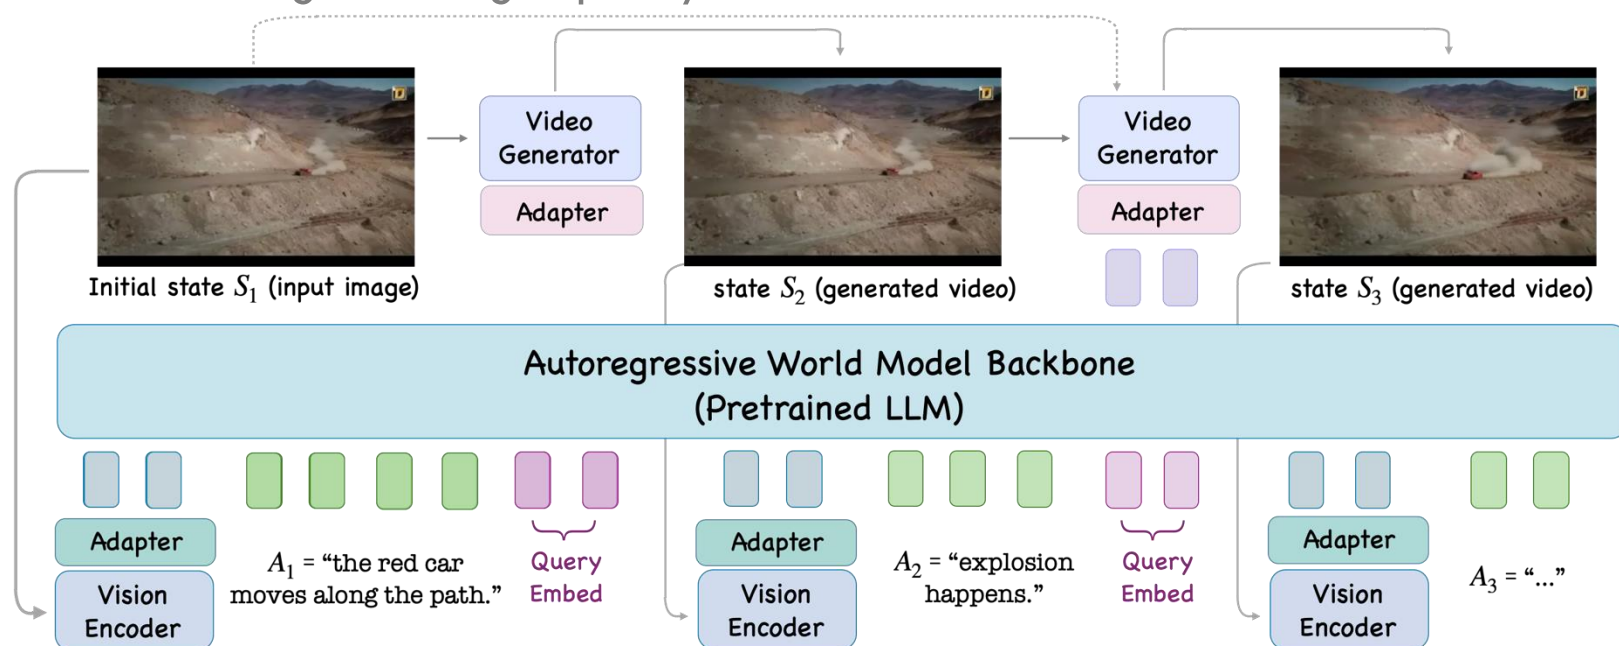 Video
Generator
Adapter
Video
Generator
Adapter
Initial state S₁ (input image)
state S₂ (generated video)
state S₃ (generated video)
Autoregressive World Model Backbone
(Pretrained LLM)
Adapter
Vision
Encoder
A₁ = “the red car
moves along the path.”
Query
Embed
Adapter
Vision
Encoder
A₂ = “explosion
happens.”
Query
Embed
Adapter
Vision
Encoder
A₃ = “...”